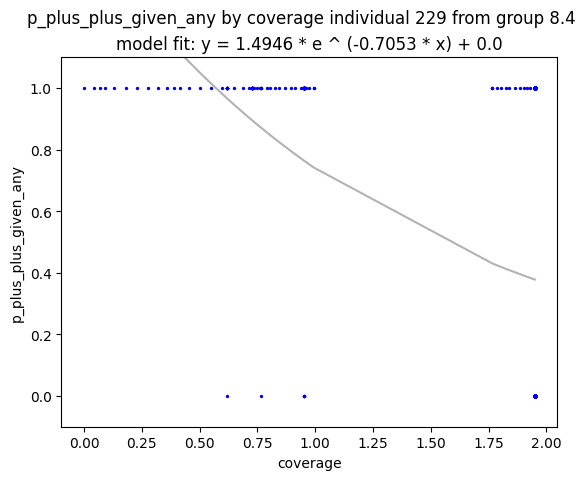 p_plus_plus_given_any by coverage individual 229 from group 8.4
model fit: y = 1.4946 * e ^ (-0.7053 * x) + 0.0
1.0
0.8
0.6
0.4
0.2
0.0
p_plus_plus_given_any
0.00 0.25 0.50 0.75 1.00 1.25 1.50 1.75 2.00
coverage